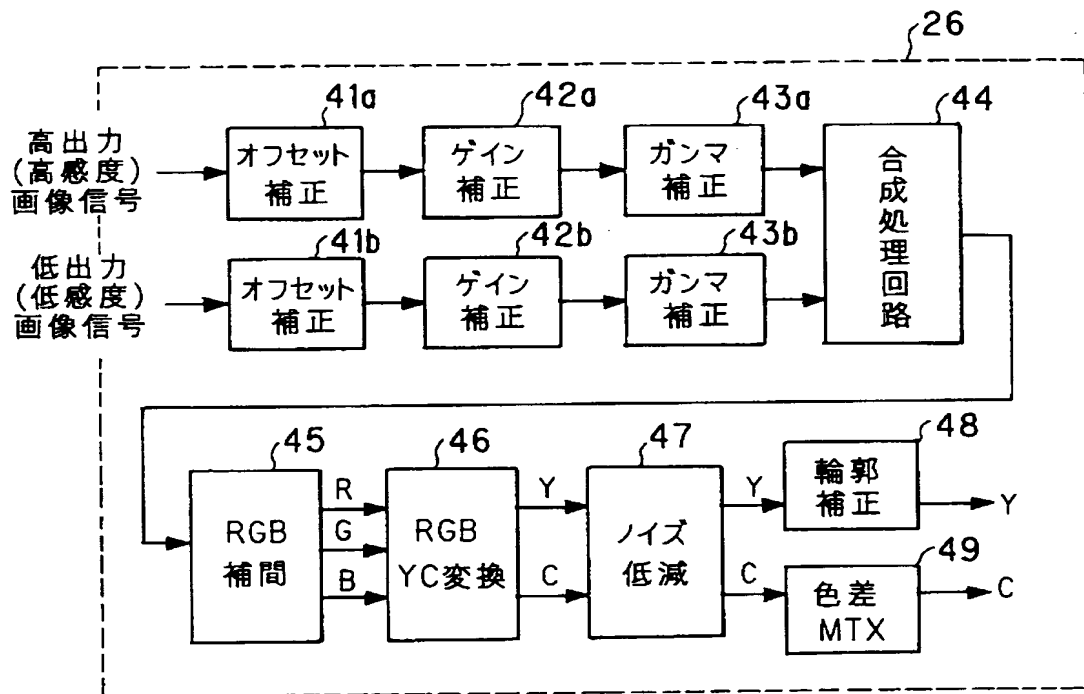 26
高出力
(高感度)
画像信号
41a
オフセット
補正
42a
ゲイン
補正
43a
ガンマ
補正
44
合成処理回路
低出力
(低感度)
画像信号
41b
オフセット
補正
42b
ゲイン
補正
43b
ガンマ
補正
45
RGB
補間
R
G
B
46
RGB
YC変換
Y
C
47
ノイズ
低減
Y
C
48
輪郭
補正
Y
49
色差
MTX
C